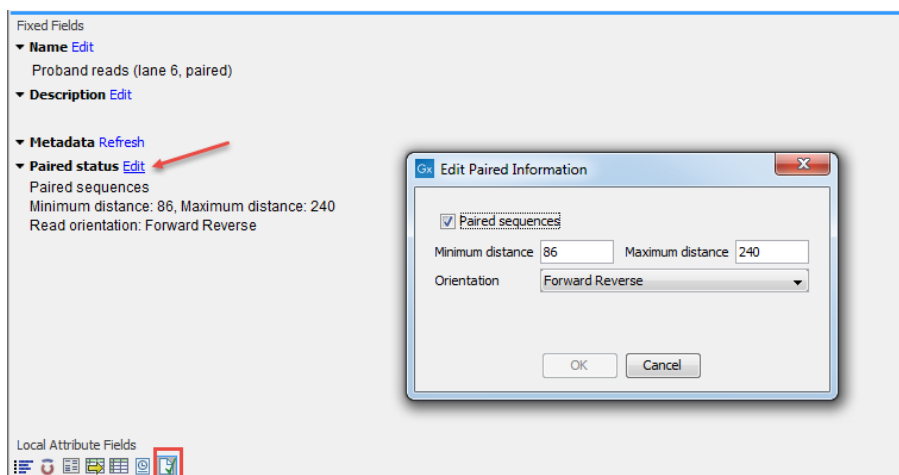 Fixed Fields
Name Edit
Proband reads (lane 6, paired)
Description Edit
Metadata Refresh
Paired status Edit
Paired sequences
Minimum distance: 86, Maximum distance: 240
Read orientation: Forward Reverse
Gx Edit Paired Information
Paired sequences
Minimum distance 86 Maximum distance 240
Orientation Forward Reverse
OK Cancel
Local Attribute Fields